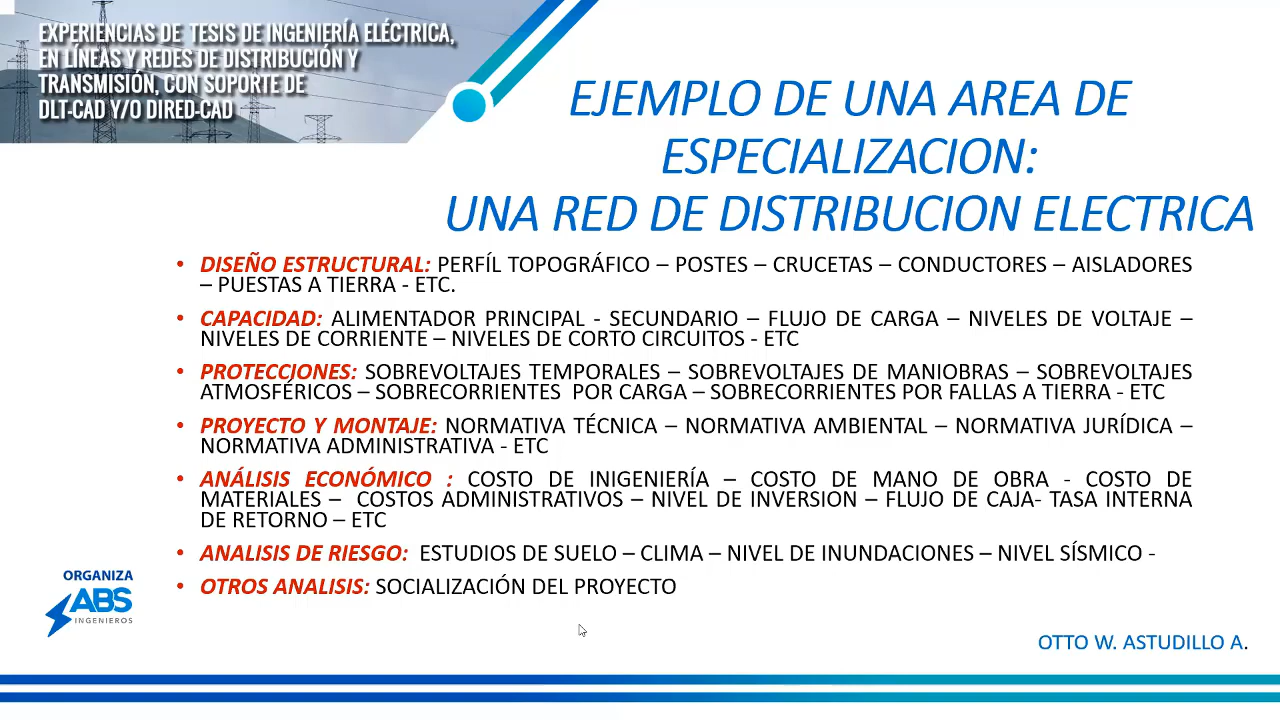 EXPERIENCIAS DE TESIS DE INGENIERÍA ELÉCTRICA,
EN LÍNEAS Y REDES DE DISTRIBUCIÓN Y
TRANSMISIÓN, CON SOPORTE DE
DLT-CAD Y/O DIRED-CAD
EJEMPLO DE UNA AREA DE
ESPECIALIZACION:
UNA RED DE DISTRIBUCION ELECTRICA
• DISEÑO ESTRUCTURAL: PERFÍL TOPOGRÁFICO – POSTES – CRUCETAS – CONDUCTORES – AISLADORES
– PUESTAS A TIERRA - ETC.
• CAPACIDAD: ALIMENTADOR PRINCIPAL - SECUNDARIO – FLUJO DE CARGA – NIVELES DE VOLTAJE –
NIVELES DE CORRIENTE – NIVELES DE CORTO CIRCUITOS - ETC
• PROTECCIONES: SOBREVOLTAJES TEMPORALES – SOBREVOLTAJES DE MANIOBRAS – SOBREVOLTAJES
ATMOSFÉRICOS – SOBRECORRIENTES POR CARGA – SOBRECORRIENTES POR FALLAS A TIERRA - ETC
• PROYECTO Y MONTAJE: NORMATIVA TÉCNICA – NORMATIVA AMBIENTAL – NORMATIVA JURÍDICA –
NORMATIVA ADMINISTRATIVA - ETC
• ANÁLISIS ECONÓMICO : COSTO DE INIGENIERÍA – COSTO DE MANO DE OBRA - COSTO DE
MATERIALES – COSTOS ADMINISTRATIVOS – NIVEL DE INVERSION – FLUJO DE CAJA- TASA INTERNA
DE RETORNO – ETC
• ANALISIS DE RIESGO: ESTUDIOS DE SUELO – CLIMA – NIVEL DE INUNDACIONES – NIVEL SÍSMICO -
• OTROS ANALISIS: SOCIALIZACIÓN DEL PROYECTO
ORGANIZA
ABS
INGENIEROS
OTTO W. ASTUDILLO A.